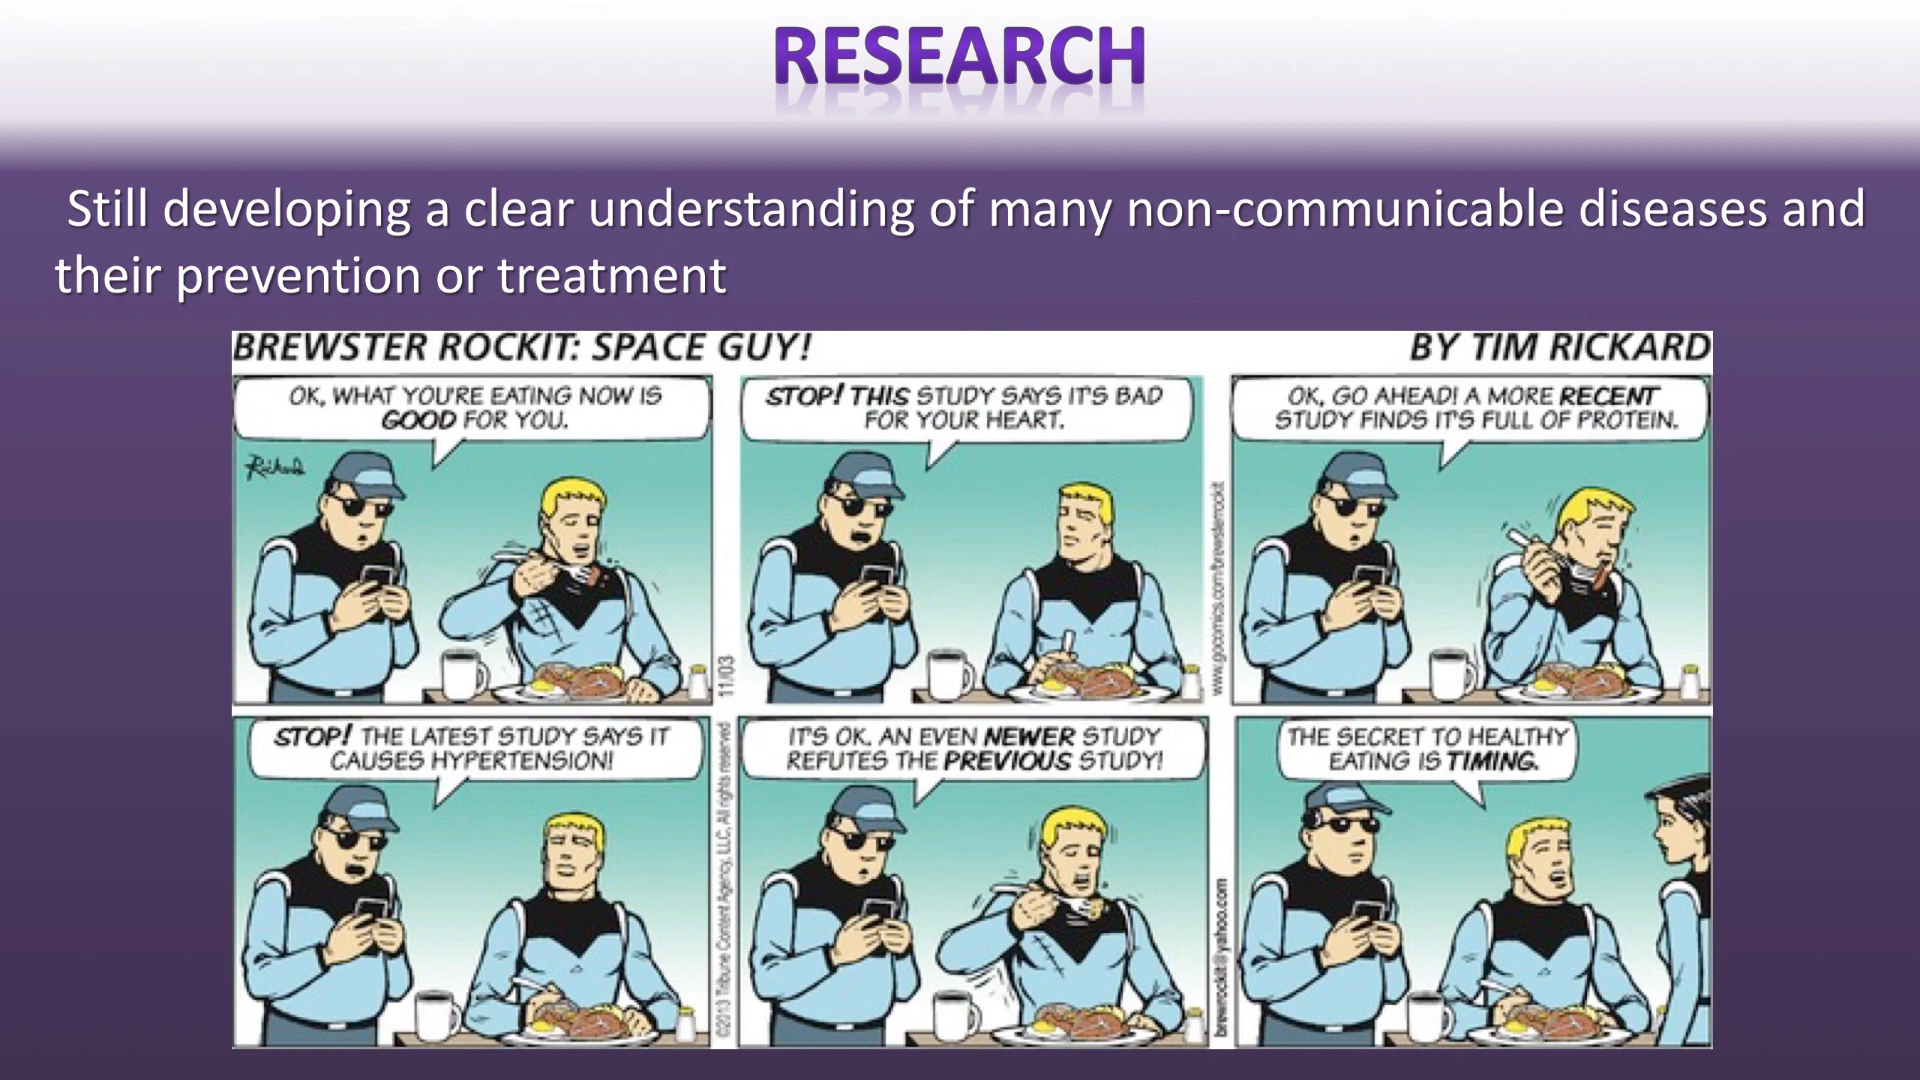 RESEARCH
Still developing a clear understanding of many non-communicable diseases and
their prevention or treatment
BREWSTER ROCKIT: SPACE GUY!
BY TIM RICKARD
OK, WHAT YOU'RE EATING NOW IS
GOOD FOR YOU.
Rickard
STOP! THIS STUDY SAYS IT'S BAD
FOR YOUR HEART.
OK, GO AHEAD! A MORE RECENT
STUDY FINDS IT'S FULL OF PROTEIN.
11/03
www.gocomics.com/brewsterrockit
STOP! THE LATEST STUDY SAYS IT
CAUSES HYPERTENSION!
IT'S OK. AN EVEN NEWER STUDY
REFUTES THE PREVIOUS STUDY!
THE SECRET TO HEALTHY
EATING IS TIMING.
©2013 Tribune Content Agency, LLC, All rights reserved
brewrockit@yahoo.com